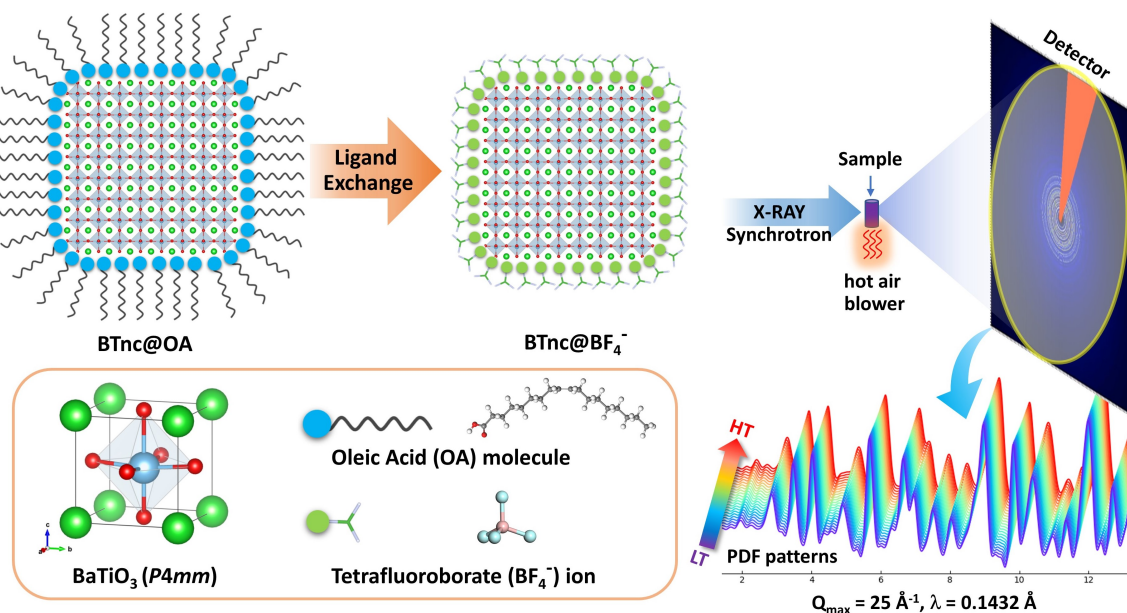 Detector
Ligand
Exchange
Sample
X-RAY
Synchrotron
hot air
blower
BTnc@OA
BTnc@BF₄⁻
Oleic Acid (OA) molecule
c
a
b
BaTiO₃ (P4mm)
Tetrafluoroborate (BF₄⁻) ion
HT
LT
PDF patterns
2 4 6 8 10 12
Qmax = 25 Å⁻¹, λ = 0.1432 Å